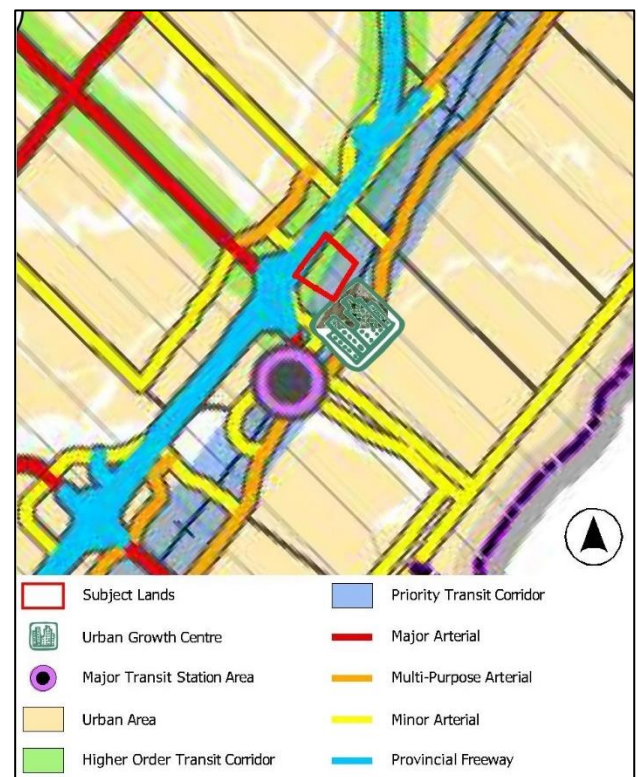 Subject Lands
Urban Growth Centre
Major Transit Station Area
Urban Area
Higher Order Transit Corridor
Priority Transit Corridor
Major Arterial
Multi-Purpose Arterial
Minor Arterial
Provincial Freeway